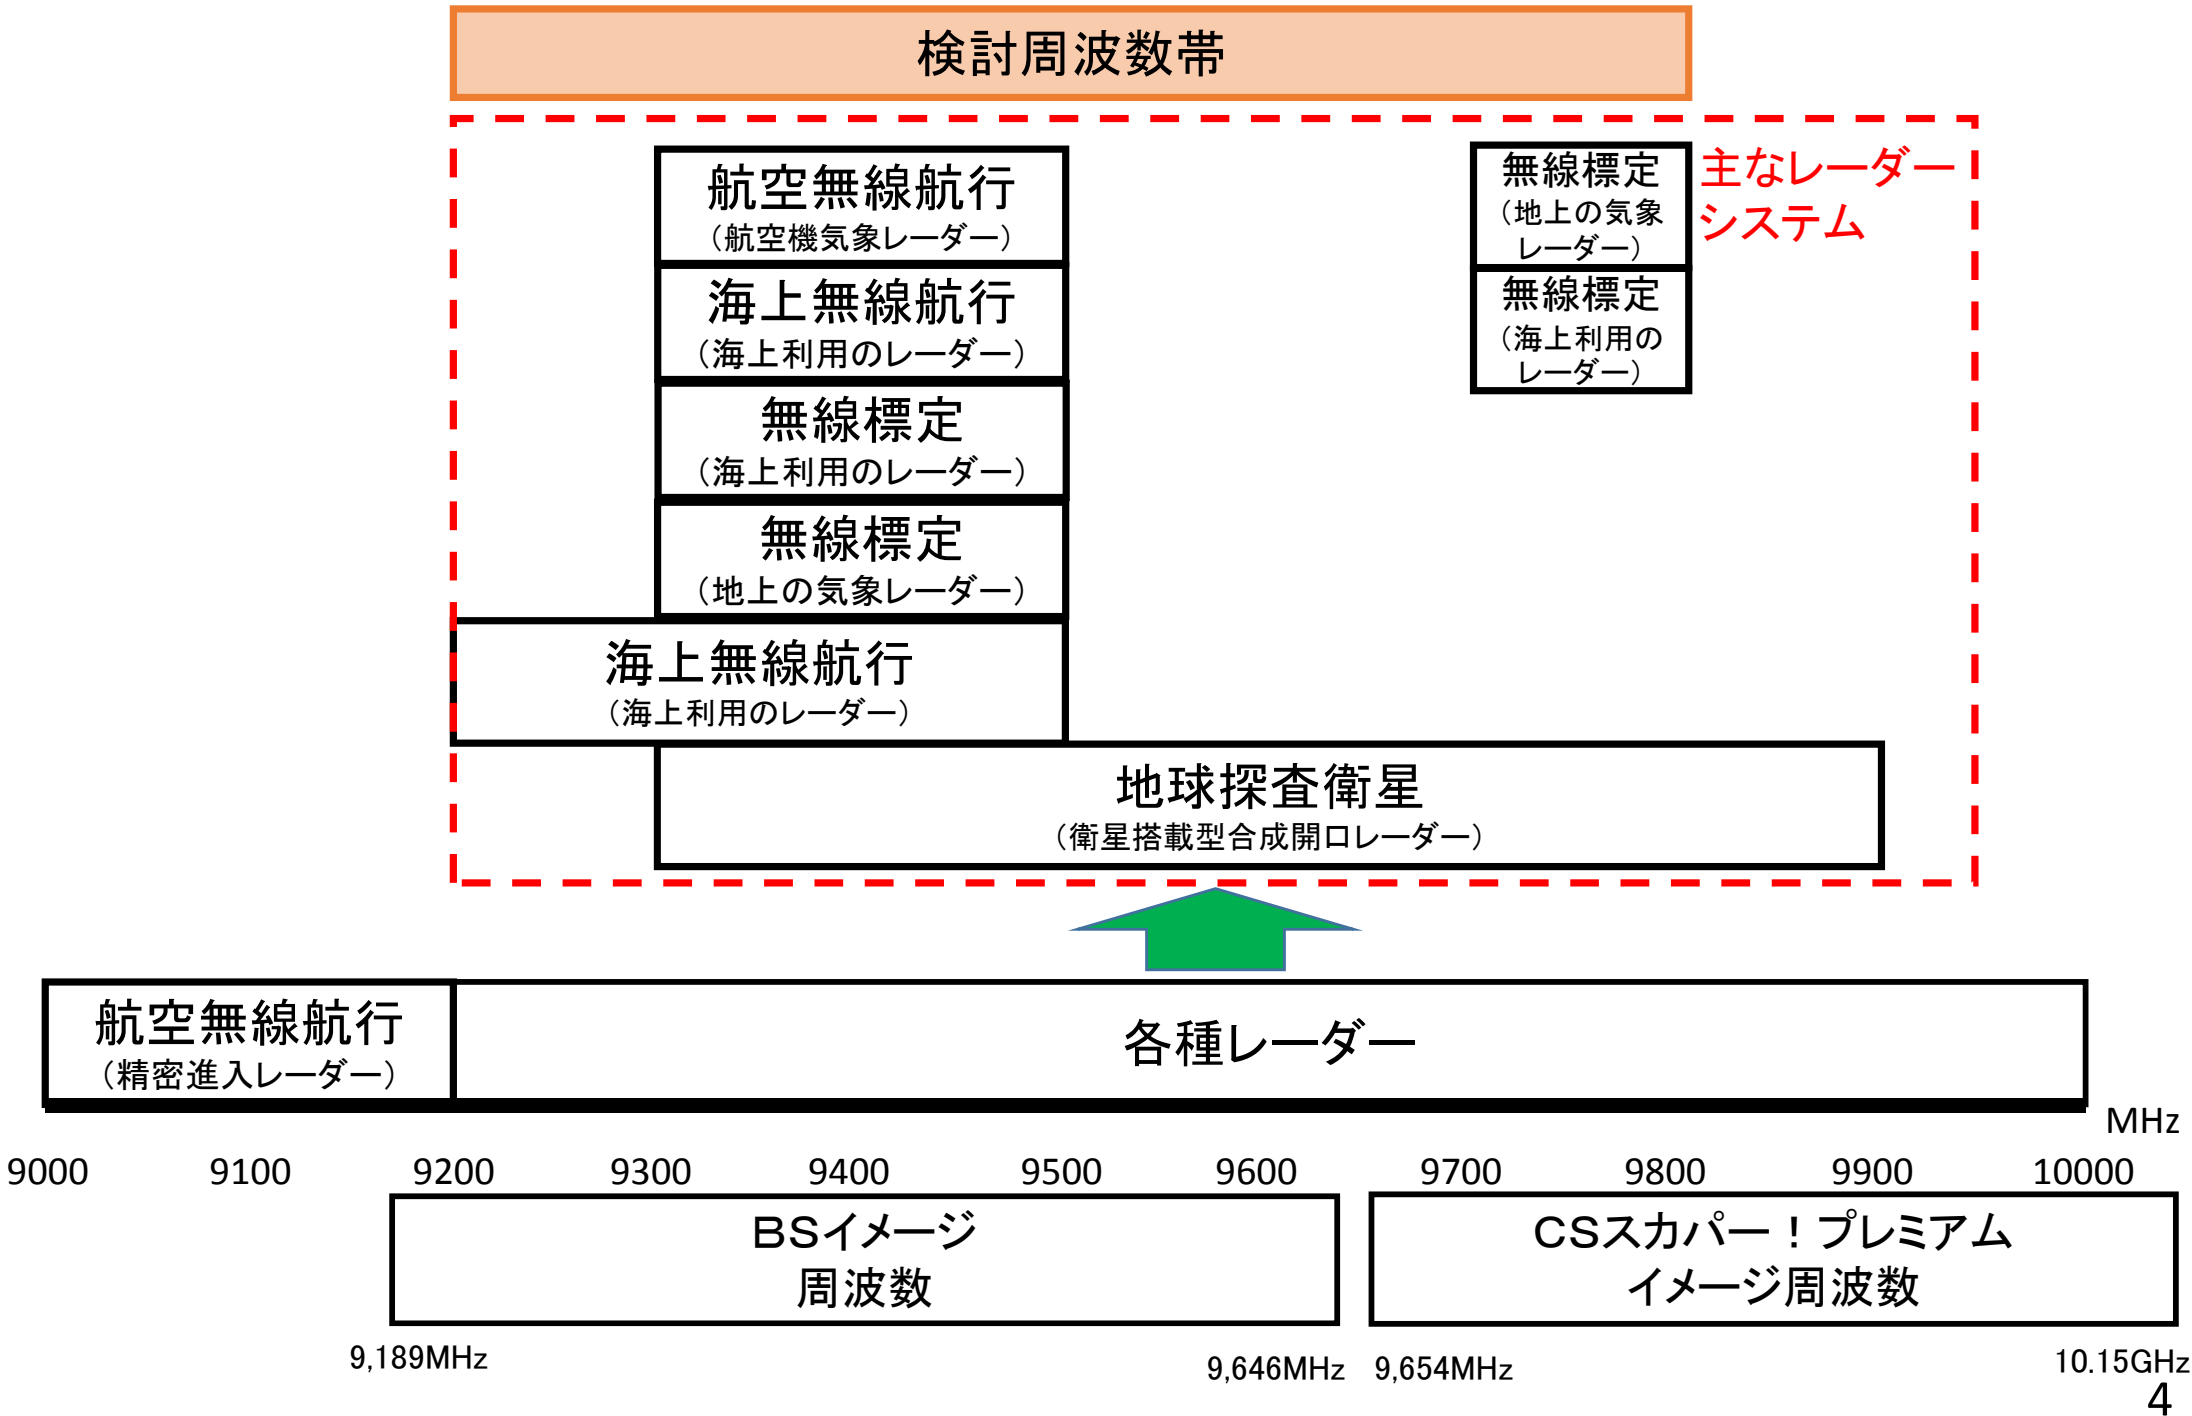 検討周波数帯
航空無線航行
（航空機気象レーダー）
海上無線航行
（海上利用のレーダー）
無線標定
（海上利用のレーダー）
無線標定
（地上の気象レーダー）
海上無線航行
（海上利用のレーダー）
無線標定
（地上の気象
レーダー）
無線標定
（海上利用の
レーダー）
主なレーダー
システム
地球探査衛星
（衛星搭載型合成開口レーダー）
航空無線航行
（精密進入レーダー）
各種レーダー
MHz
9000 9100 9200 9300 9400 9500 9600 9700 9800 9900 10000
BSイメージ
周波数
CSスカパー！プレミアム
イメージ周波数
9,189MHz
9,646MHz
9,654MHz
10.15GHz
4